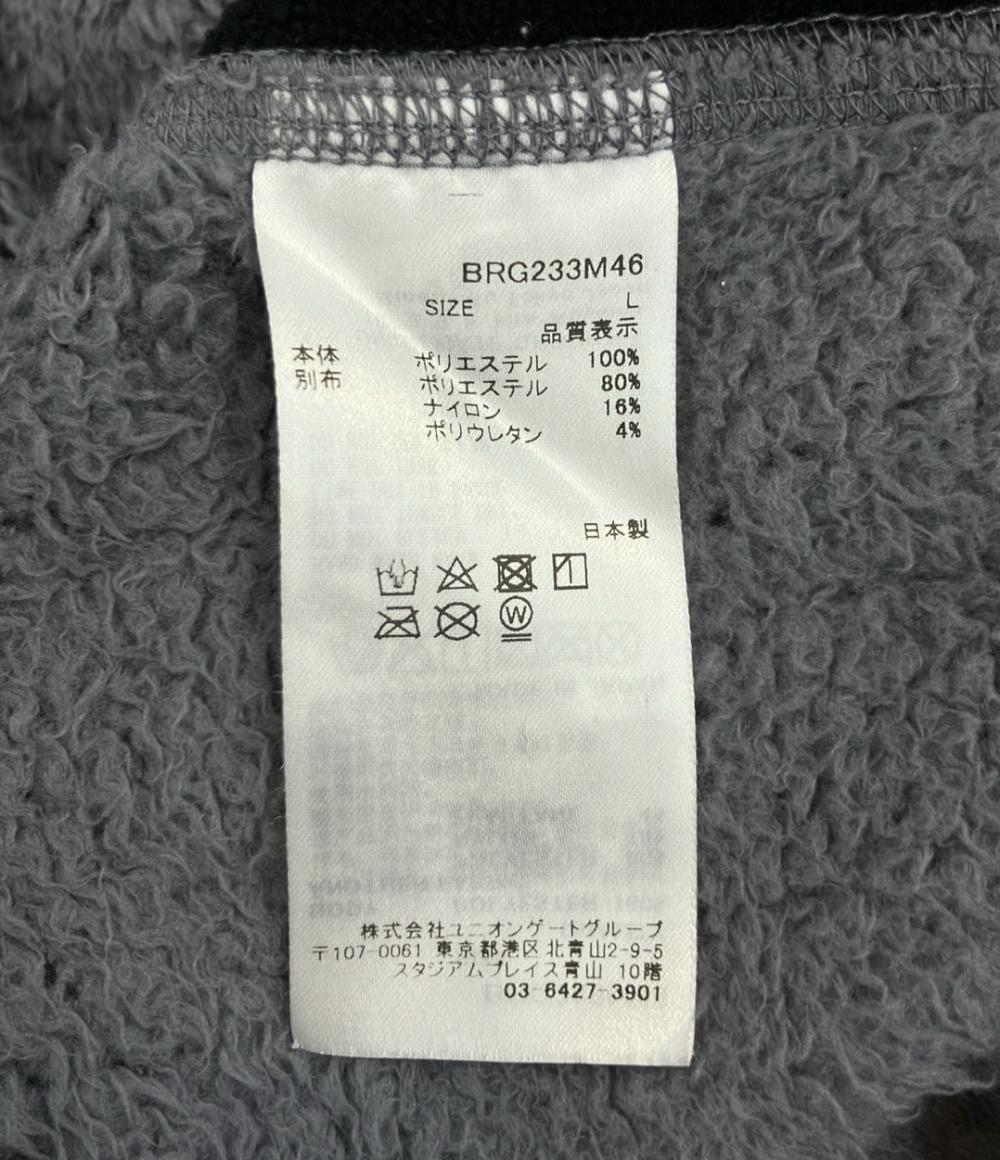 BRG233M46
SIZE L
品質表示
本体 ポリエステル 100%
別布 ポリエステル 80%
ナイロン 16%
ポリウレタン 4%
日本製
W
株式会社ユニオンゲートグループ
〒107-0061 東京都港区北青山2-9-5
スタジアムプレイス青山 10階
03-6427-3901